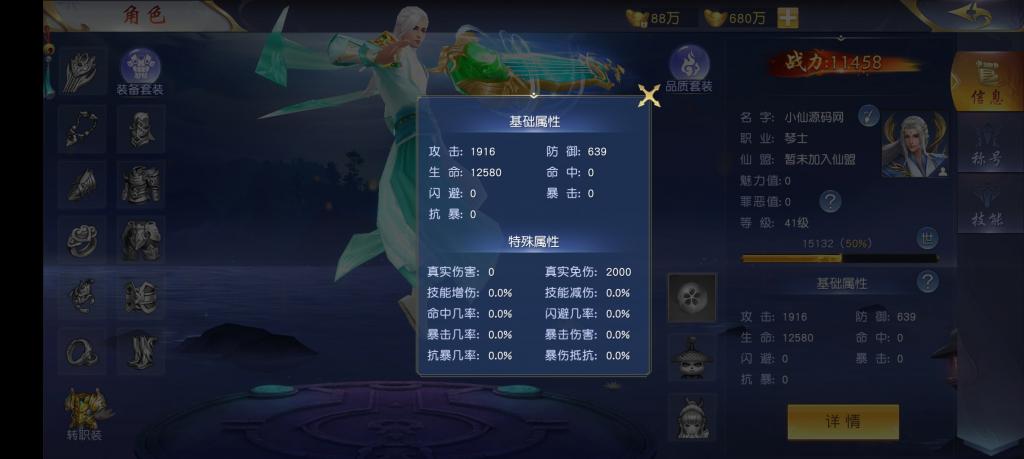 角色
88万
680万
装备套装
品质套装
战力:11458
信息
称号
技能
名 字: 小仙源码网
职 业: 琴士
仙 盟: 暂未加入仙盟
魅力值: 0
罪恶值: 0
等 级: 41级
15132 (50%)
世
基础属性
攻 击: 1916 防 御: 639
生 命: 12580 命 中: 0
闪 避: 0 暴 击: 0
抗 暴: 0
详情
基础属性
攻 击: 1916 防 御: 639
生 命: 12580 命 中: 0
闪 避: 0 暴 击: 0
抗 暴: 0
特殊属性
真实伤害: 0 真实免伤: 2000
技能增伤: 0.0% 技能减伤: 0.0%
命中几率: 0.0% 闪避几率: 0.0%
暴击几率: 0.0% 暴击伤害: 0.0%
抗暴几率: 0.0% 暴伤抵抗: 0.0%
转职装